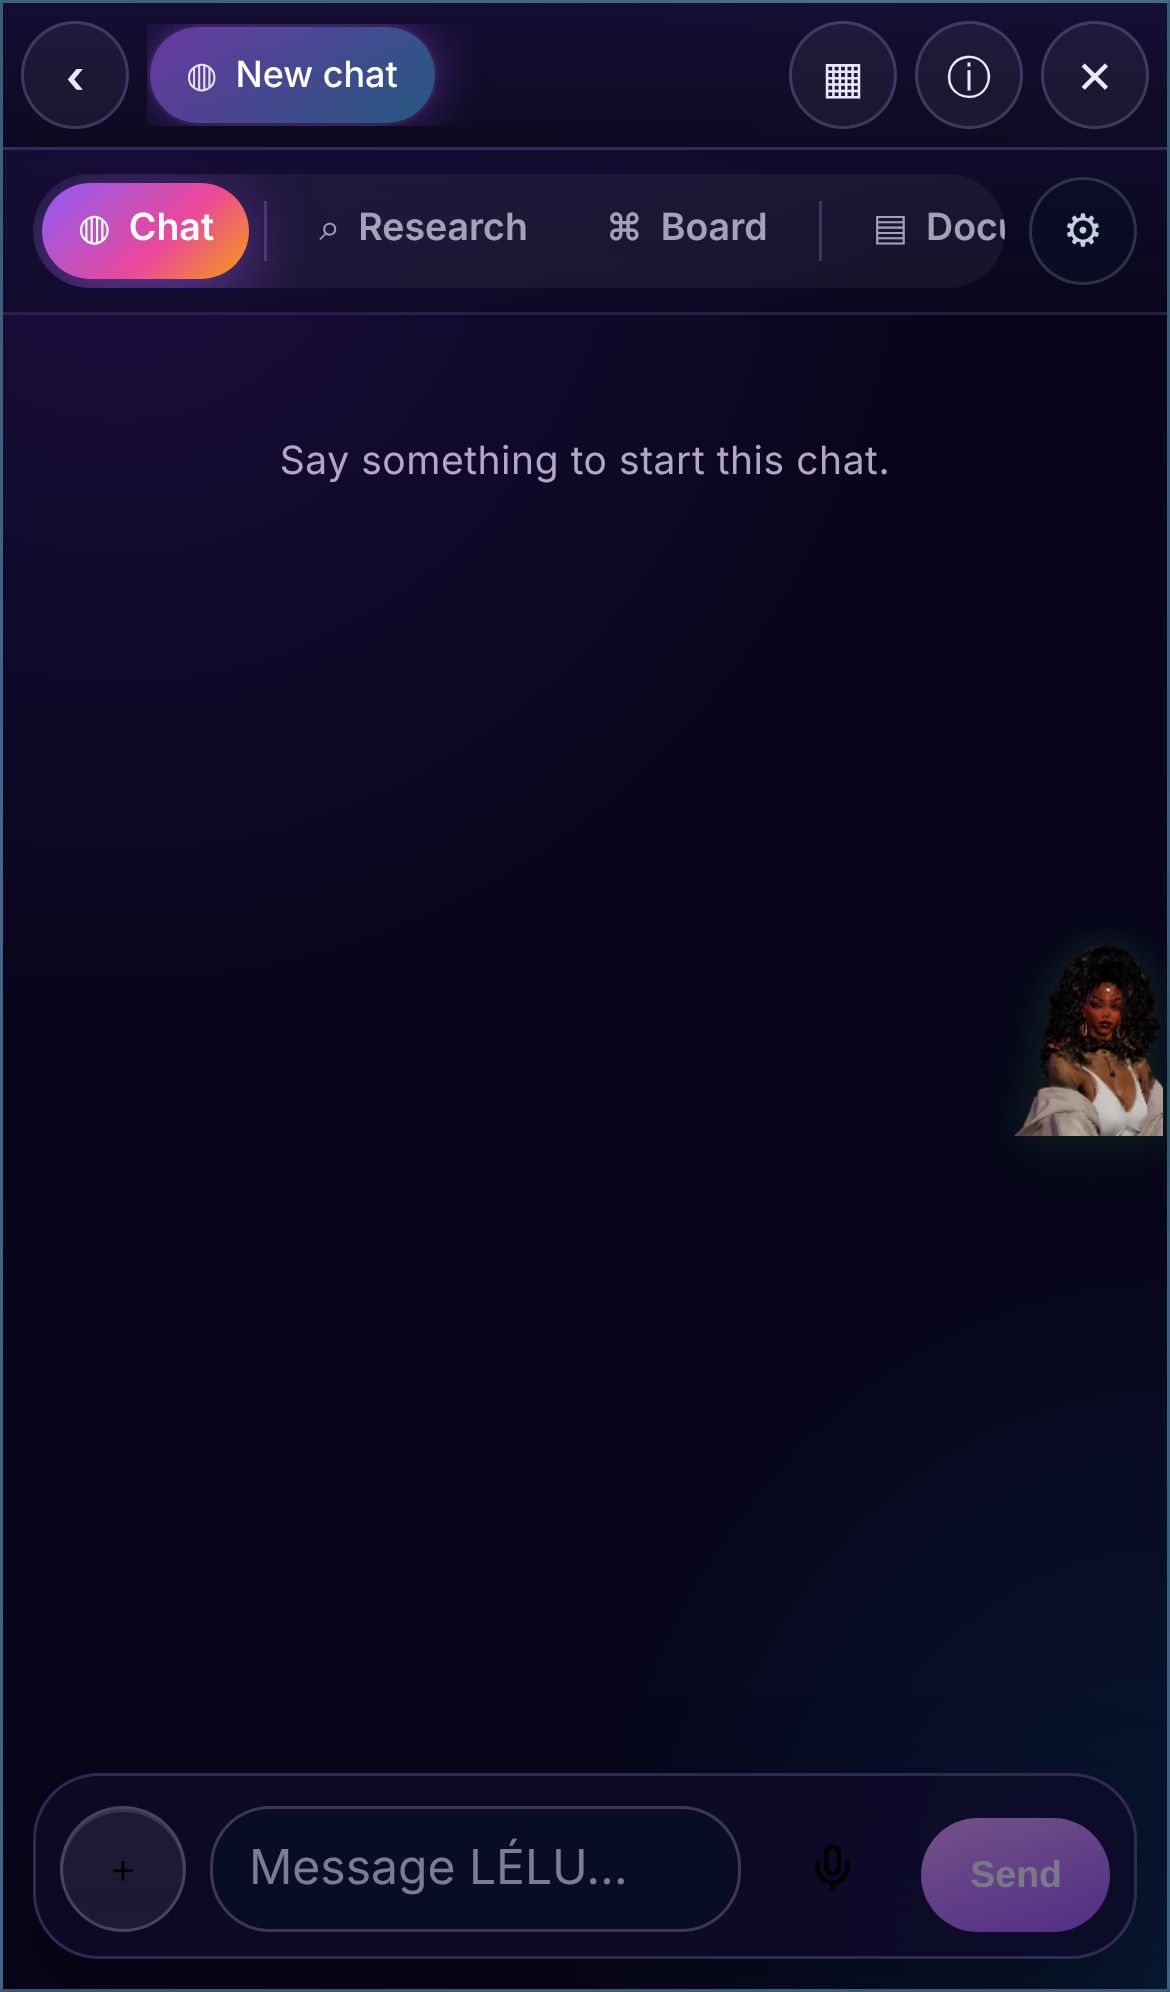 New chat
Chat
Research
Board
Docu
Say something to start this chat.
Message LÉLU...
Send